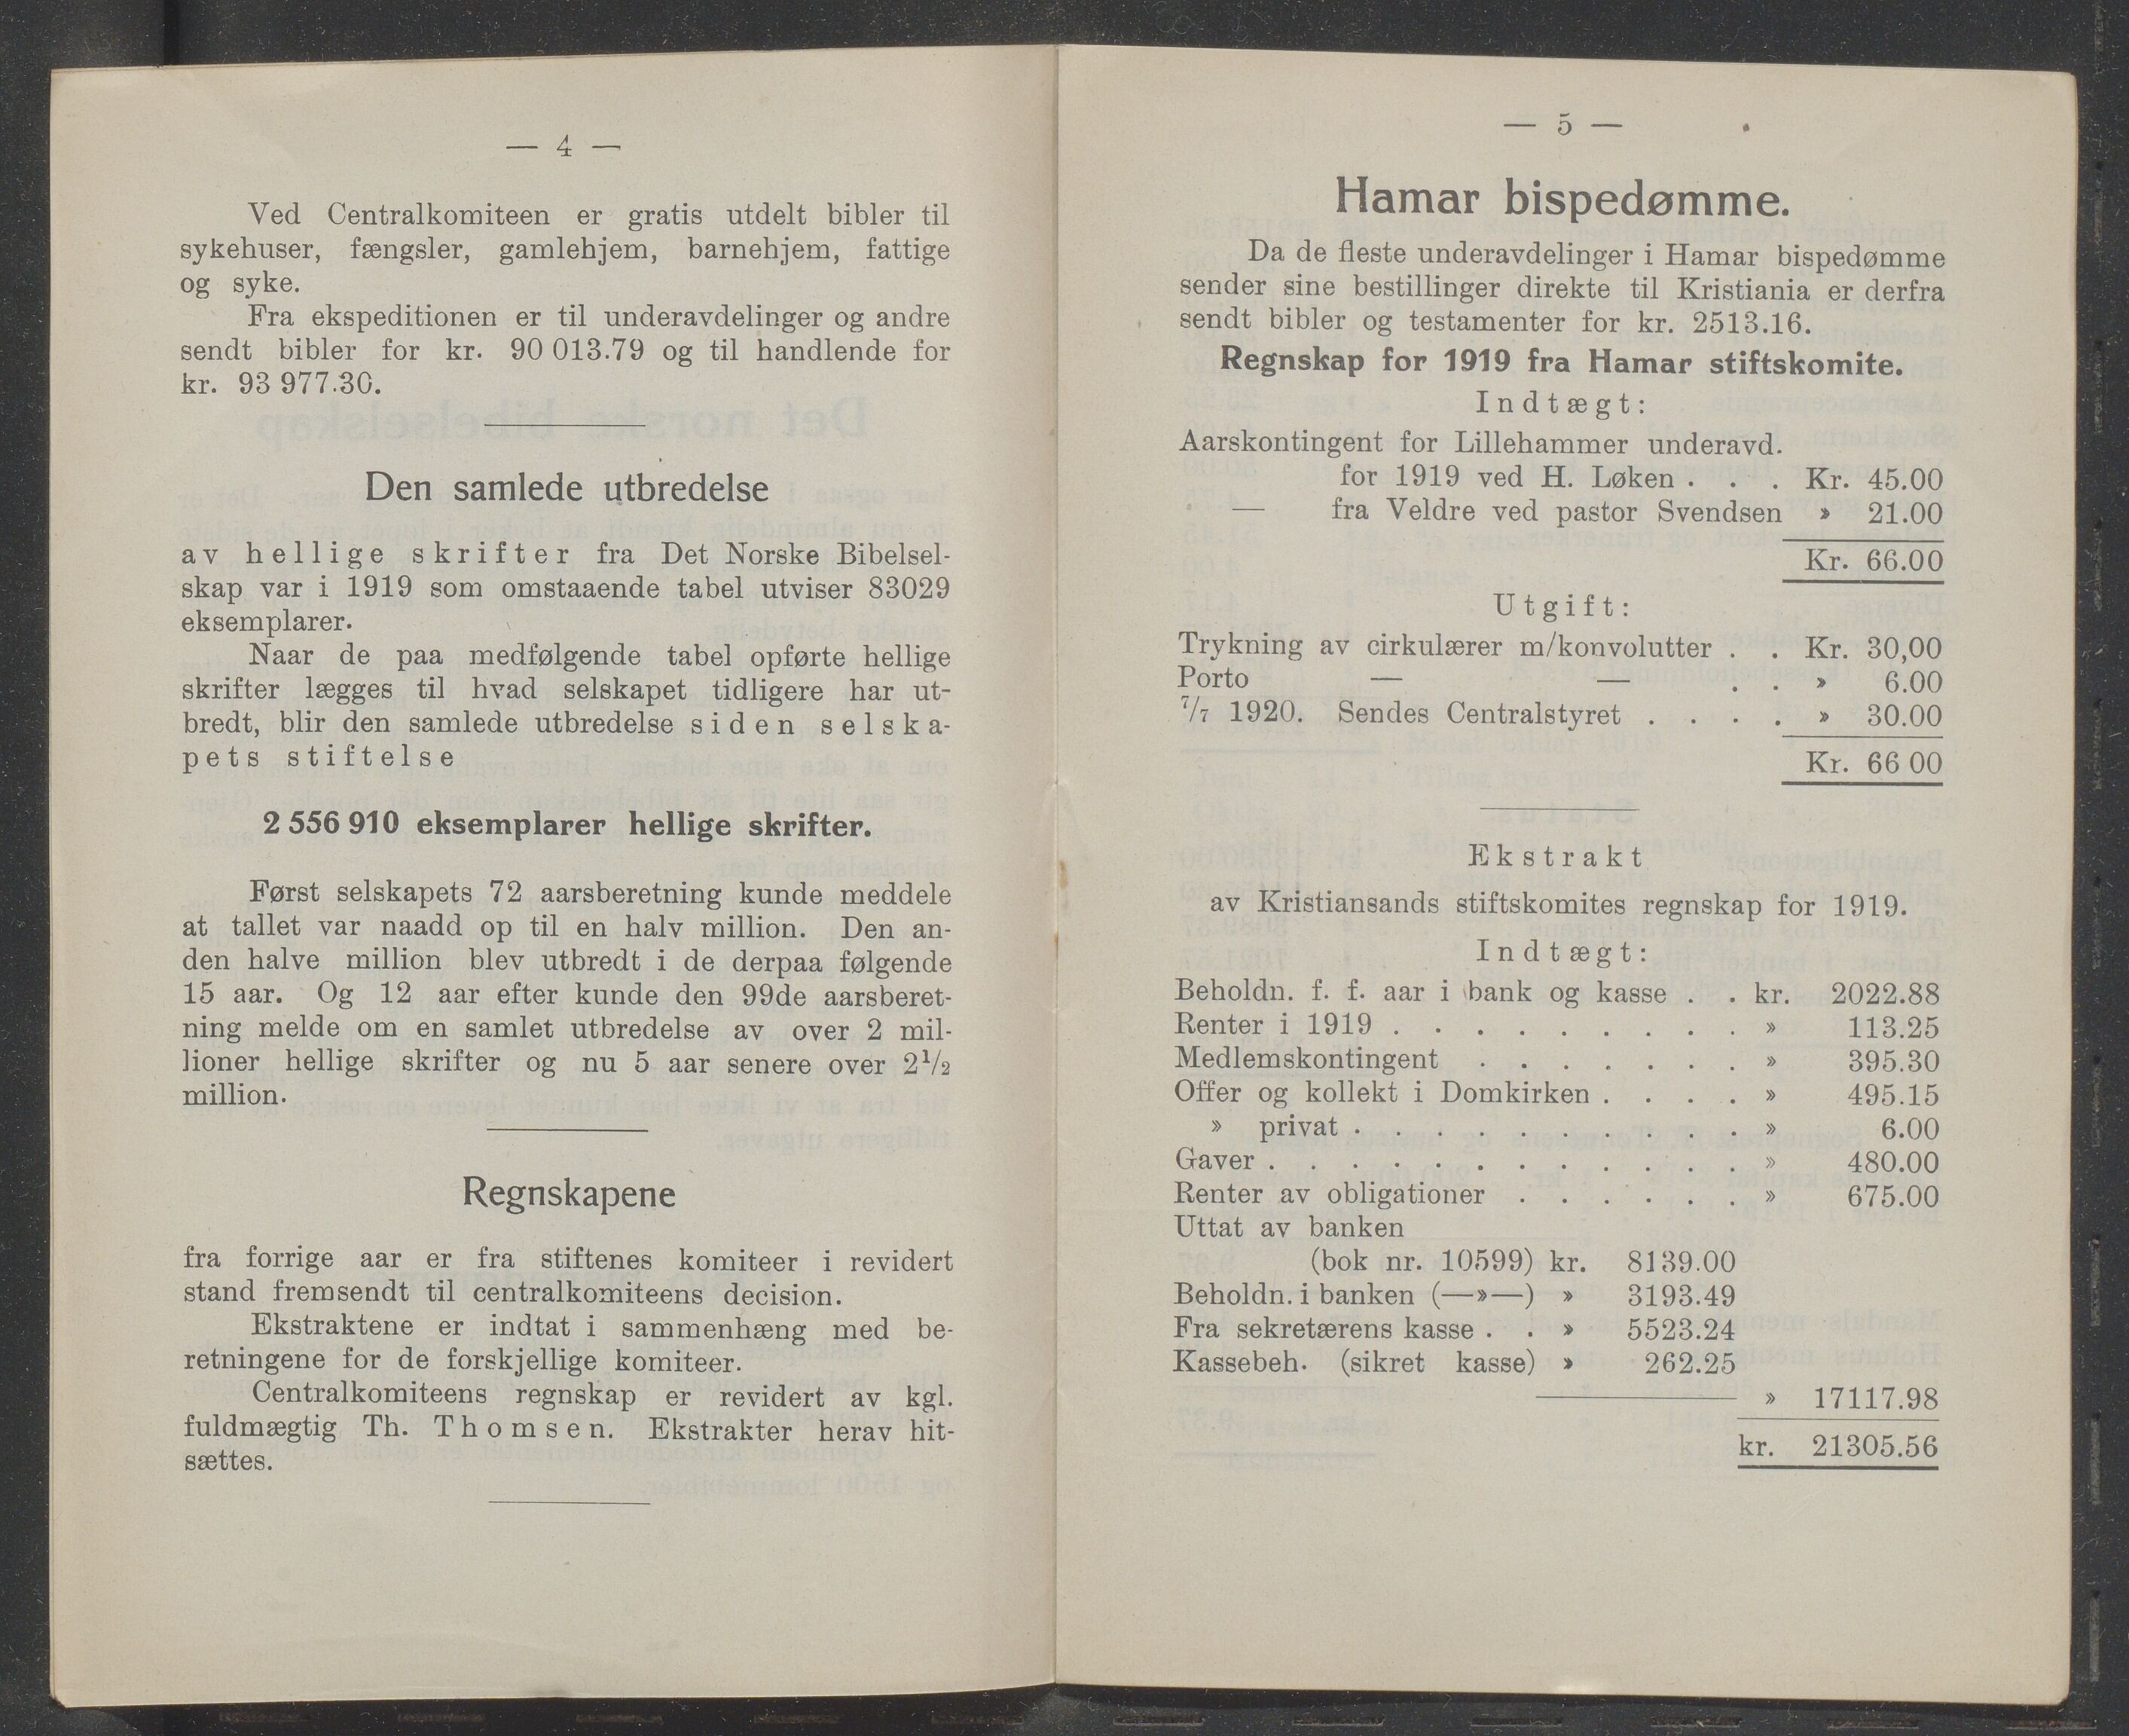 — 4 —
Ved Centralkomiteen er gratis utdelt bibler til
sykehuser, fængsler, gamlehjem, barnehjem, fattige
og syke.
Fra ekspeditionen er til underavdelinger og andre
sendt bibler for kr. 90 013.79 og til handlende for
kr. 93 977.30.
Den samlede utbredelse
av hellige skrifter fra Det Norske Bibelsel-
skap var i 1919 som omstaaende tabel utviser 83029
eksemplarer.
Naar de paa medfølgende tabel opførte hellige
skrifter lægges til hvad selskapet tidligere har ut-
bredt, blir den samlede utbredelse siden selska-
pets stiftelse
2 556 910 eksemplarer hellige skrifter.
Først selskapets 72 aarsberetning kunde meddele
at tallet var naadd op til en halv million. Den an-
den halve million blev utbredt i de derpaa følgende
15 aar. Og 12 aar efter kunde den 99de aarsberet-
ning melde om en samlet utbredelse av over 2 mil-
lioner hellige skrifter og nu 5 aar senere over 2¹/₂
million.
Regnskapene
fra forrige aar er fra stiftenes komiteer i revidert
stand fremsendt til centralkomiteens decision.
Ekstraktene er indtat i sammenhæng med be-
retningene for de forskjellige komiteer.
Centralkomiteens regnskap er revidert av kgl.
fuldmægtig Th. Thomsen. Ekstrakter herav hit-
sættes.
— 5 —
Hamar bispedømme.
Da de fleste underavdelinger i Hamar bispedømme
sender sine bestillinger direkte til Kristiania er derfra
sendt bibler og testamenter for kr. 2513.16.
Regnskap for 1919 fra Hamar stiftskomite.
Indtægt:
Aarskontingent for Lillehammer underavd.
for 1919 ved H. Løken . . . Kr. 45.00
— fra Veldre ved pastor Svendsen » 21.00
Kr. 66.00
Utgift:
Trykning av cirkulærer m/konvolutter . . Kr. 30,00
Porto — — . . » 6.00
⁷/₇ 1920. Sendes Centralstyret . . . . » 30.00
Kr. 66 00
Ekstrakt
av Kristiansands stiftskomites regnskap for 1919.
Indtægt:
Beholdn. f. f. aar i bank og kasse . . kr. 2022.88
Renter i 1919 . . . . . . . . . » 113.25
Medlemskontingent . . . . . . . » 395.30
Offer og kollekt i Domkirken . . . . » 495.15
» privat . . . . . . . . . » 6.00
Gaver . . . . . . . . . . . . » 480.00
Renter av obligationer . . . . . . » 675.00
Uttat av banken
(bok nr. 10599) kr. 8139.00
Beholdn. i banken (—»—) » 3193.49
Fra sekretærens kasse . . » 5523.24
Kassebeh. (sikret kasse) » 262.25
» 17117.98
kr. 21305.56